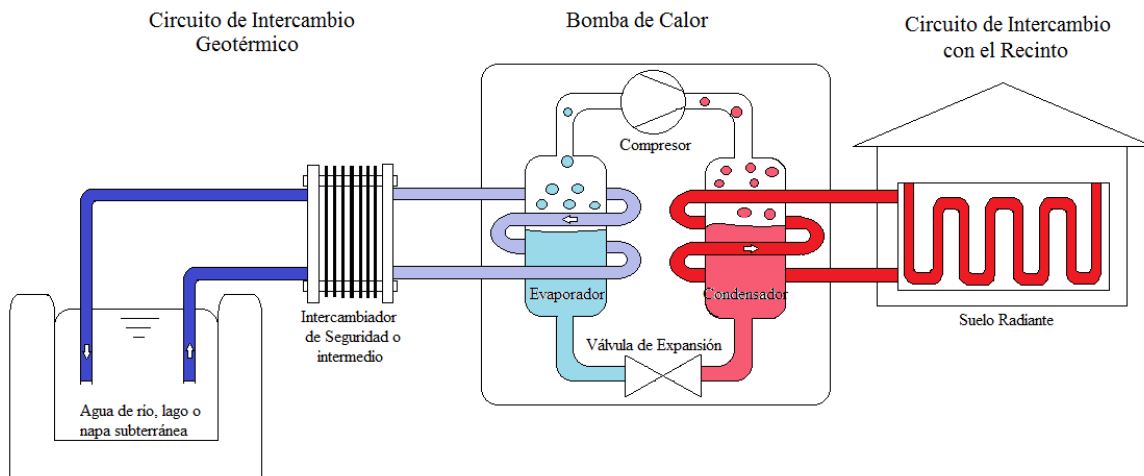 Circuito de Intercambio
Geotérmico
Bomba de Calor
Circuito de Intercambio
con el Recinto
Compresor
Evaporador
Condensador
Válvula de Expansión
Intercambiador
de Seguridad o
intermedio
Suelo Radiante
Agua de rio, lago o
napa subterránea